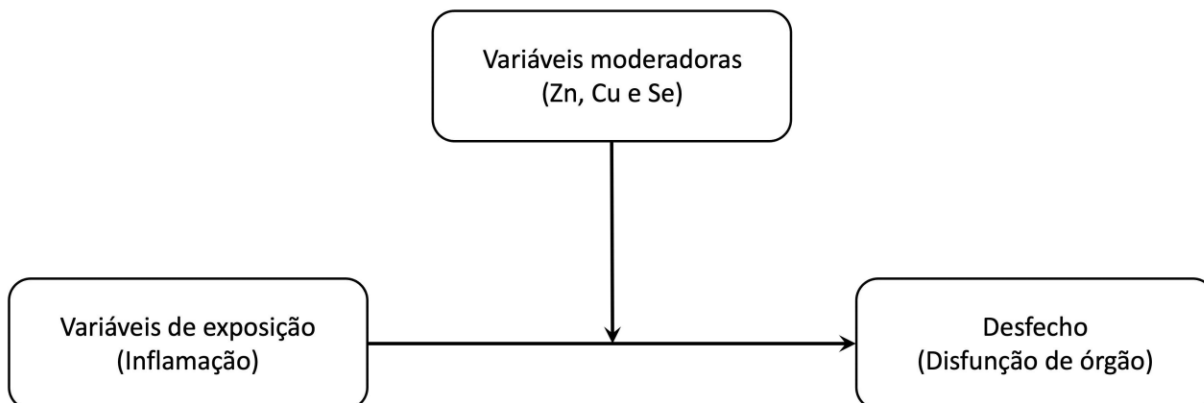 Variáveis moderadoras
(Zn, Cu e Se)
Variáveis de exposição
(Inflamação)
Desfecho
(Disfunção de órgão)